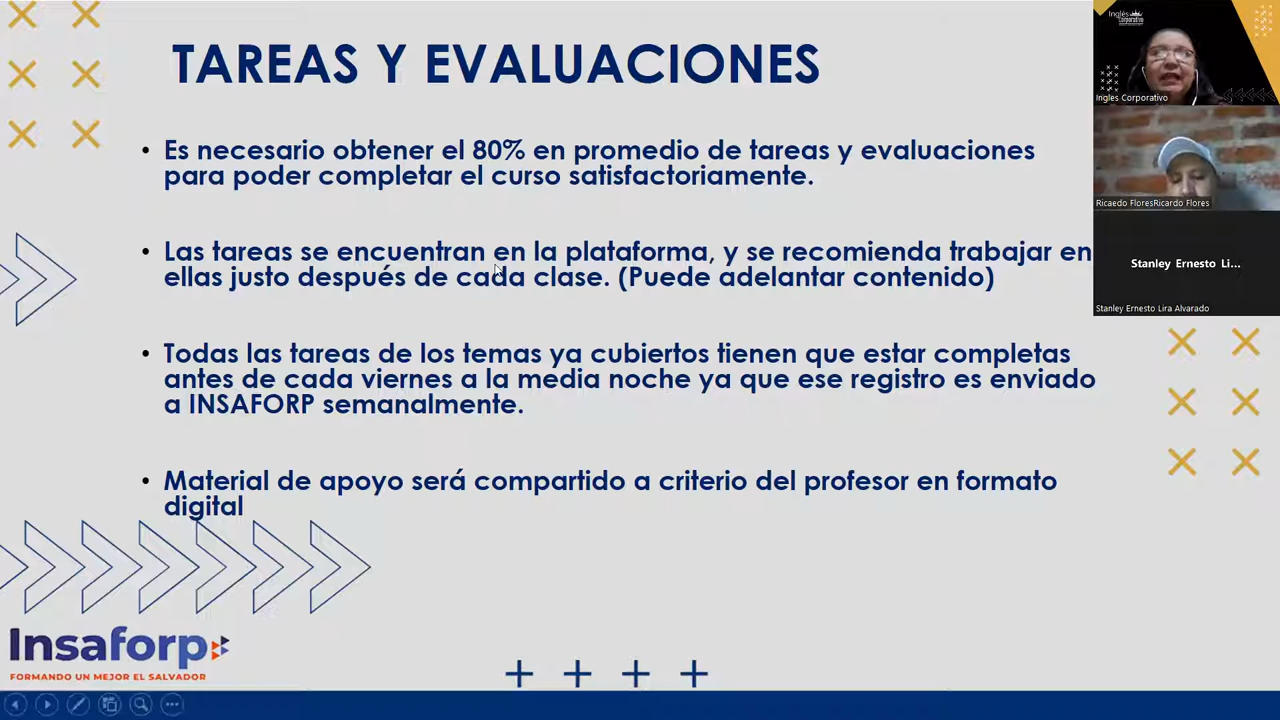 TAREAS Y EVALUACIONES
• Es necesario obtener el 80% en promedio de tareas y evaluaciones
para poder completar el curso satisfactoriamente.
• Las tareas se encuentran en la plataforma, y se recomienda trabajar en
ellas justo después de cada clase. (Puede adelantar contenido)
• Todas las tareas de los temas ya cubiertos tienen que estar completas
antes de cada viernes a la media noche ya que ese registro es enviado
a INSAFORP semanalmente.
• Material de apoyo será compartido a criterio del profesor en formato
digital
Insaforp
FORMANDO UN MEJOR EL SALVADOR
Inglés
Corporativo
Ingles Corporativo
Ricaedo FloresRicardo Flores
Stanley Ernesto Li...
Stanley Ernesto Lira Alvarado